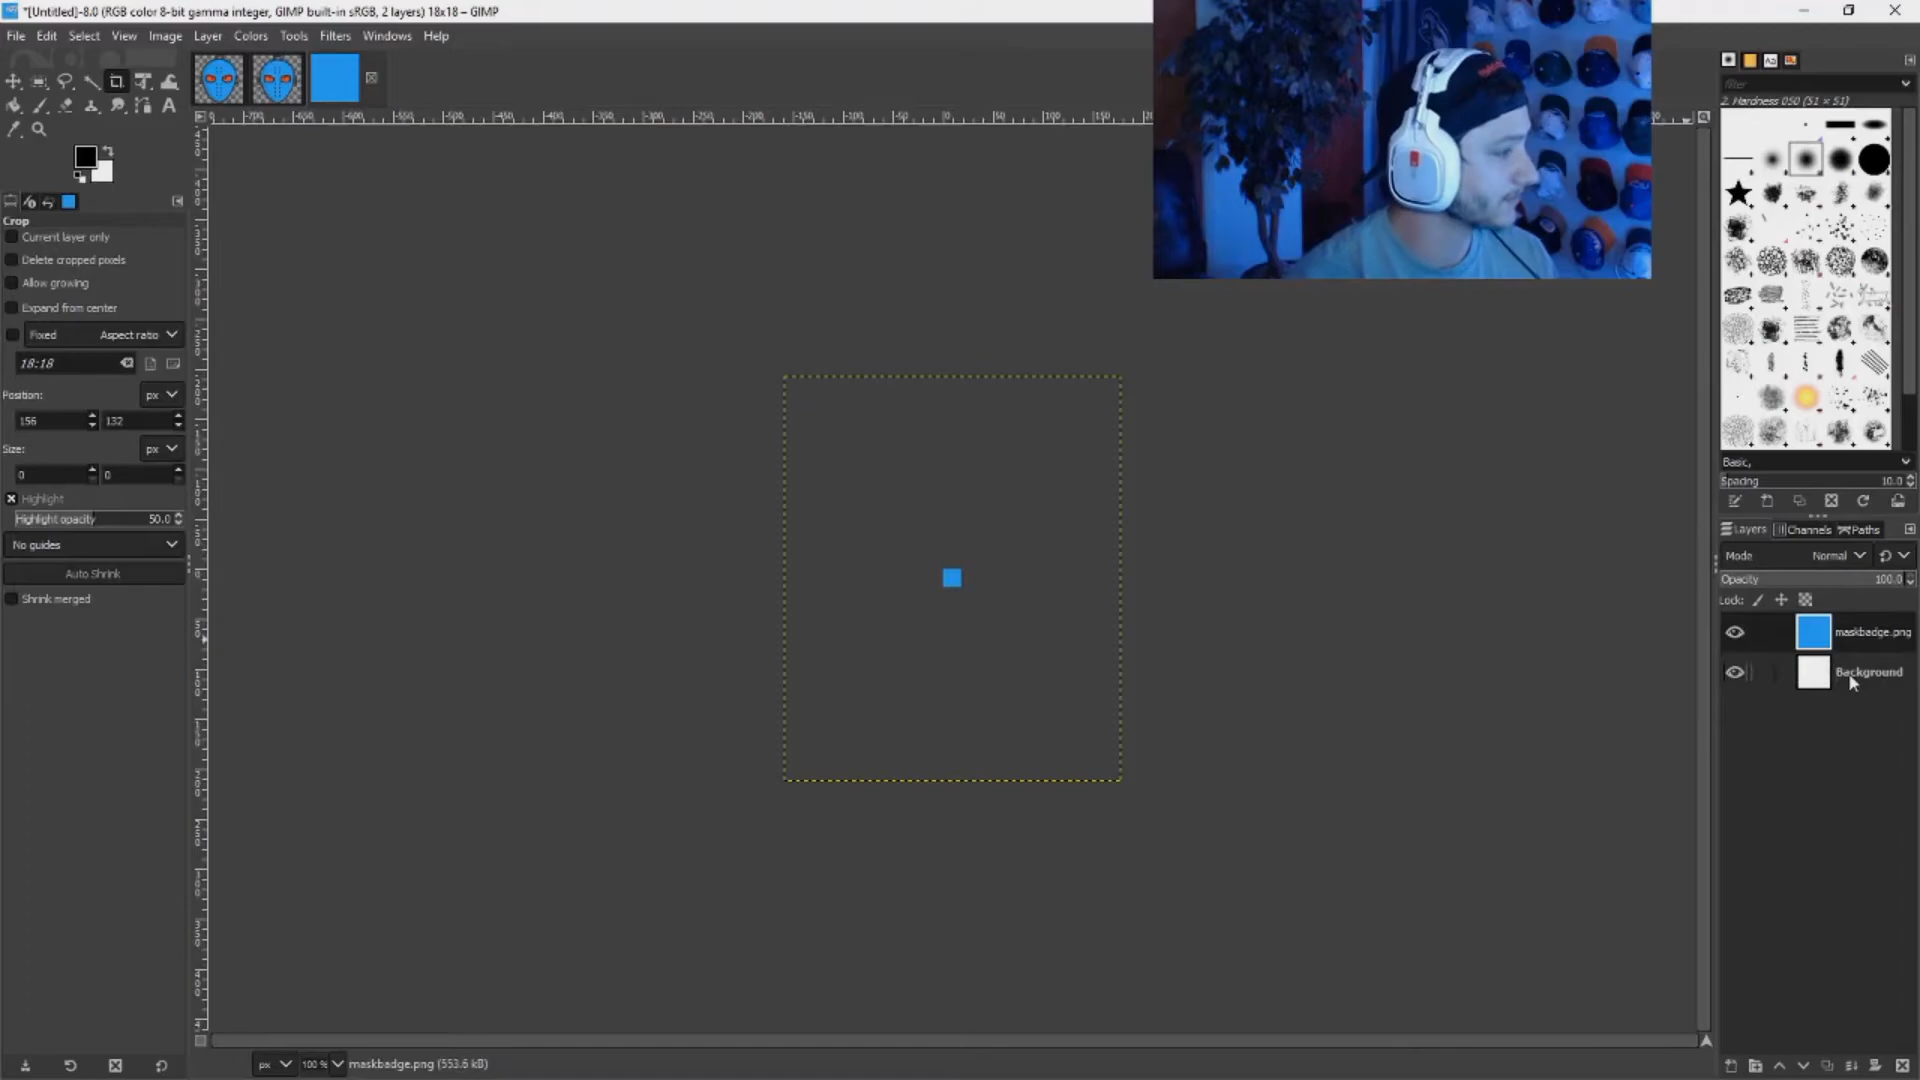 *[Untitled]-8.0 (RGB color 8-bit gamma integer, GIMP built-in sRGB, 2 layers) 18x18 – GIMP
File Edit Select View Image Layer Colors Tools Filters Windows Help
filter
2. Hardness 050 (51 × 51)
Crop
Current layer only
Delete cropped pixels
Allow growing
Expand from center
Fixed Aspect ratio
18:18
Position: px
156 132
Size: px
0 0
Highlight
Highlight opacity 50.0
No guides
Auto Shrink
Shrink merged
Basic,
Spacing 10.0
Layers Channels Paths
Mode Normal
Opacity 100.0
Lock:
maskbadge.png
Background
px 100 % maskbadge.png (553.6 kB)